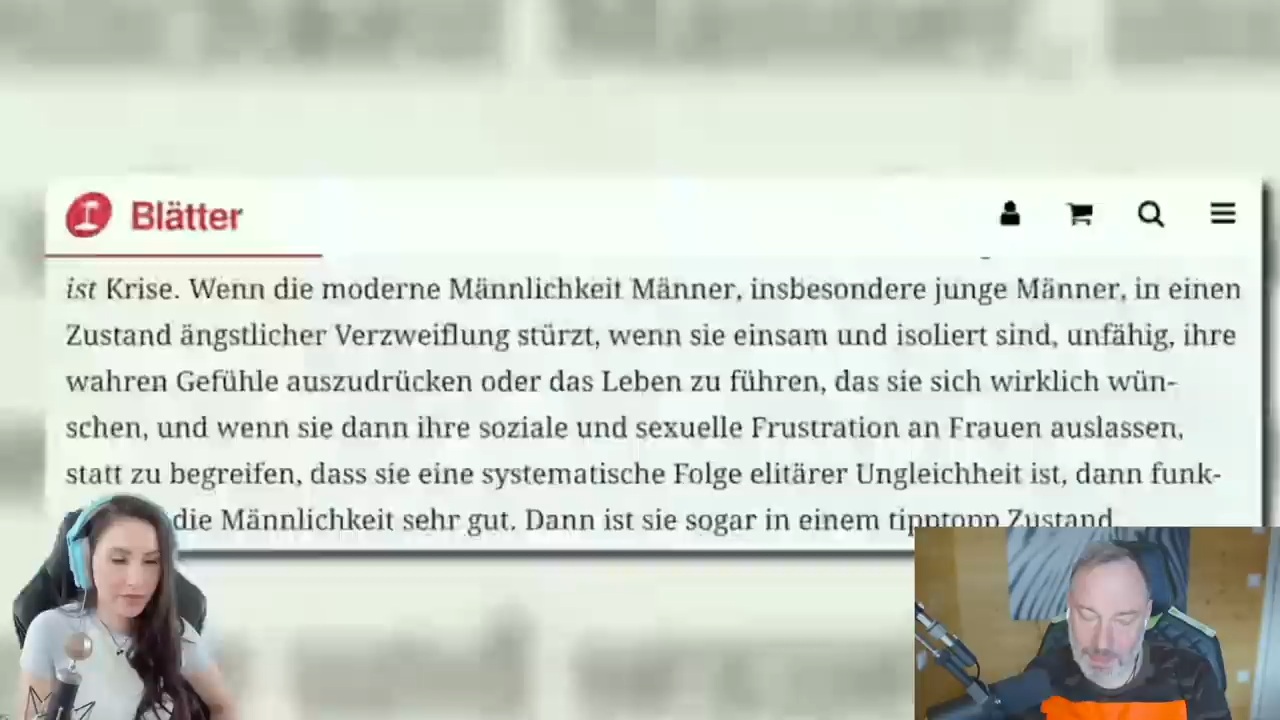 Blätter
ist Krise. Wenn die moderne Männlichkeit Männer, insbesondere junge Männer, in einen
Zustand ängstlicher Verzweiflung stürzt, wenn sie einsam und isoliert sind, unfähig, ihre
wahren Gefühle auszudrücken oder das Leben zu führen, das sie sich wirklich wün-
schen, und wenn sie dann ihre soziale und sexuelle Frustration an Frauen auslassen,
statt zu begreifen, dass sie eine systematische Folge elitärer Ungleichheit ist, dann funk-
die Männlichkeit sehr gut. Dann ist sie sogar in einem tipptopp Zustand.